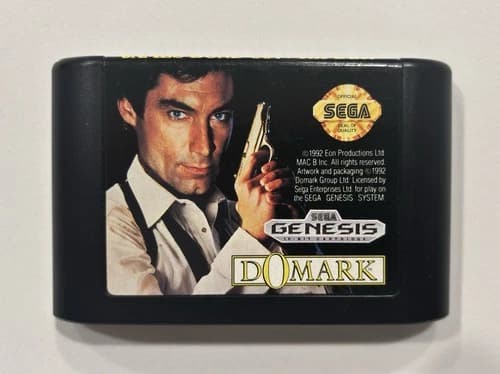 OFFICIAL
SEGA
SEAL OF
QUALITY
©1992 Eon Productions Ltd
MAC B Inc. All rights reserved.
Artwork and packaging ©1992
Domark Group Ltd. Licensed by
Sega Enterprises Ltd. for play on
the SEGA GENESIS SYSTEM.
SEGA
GENESIS
16-BIT CARTRIDGE
DOMARK